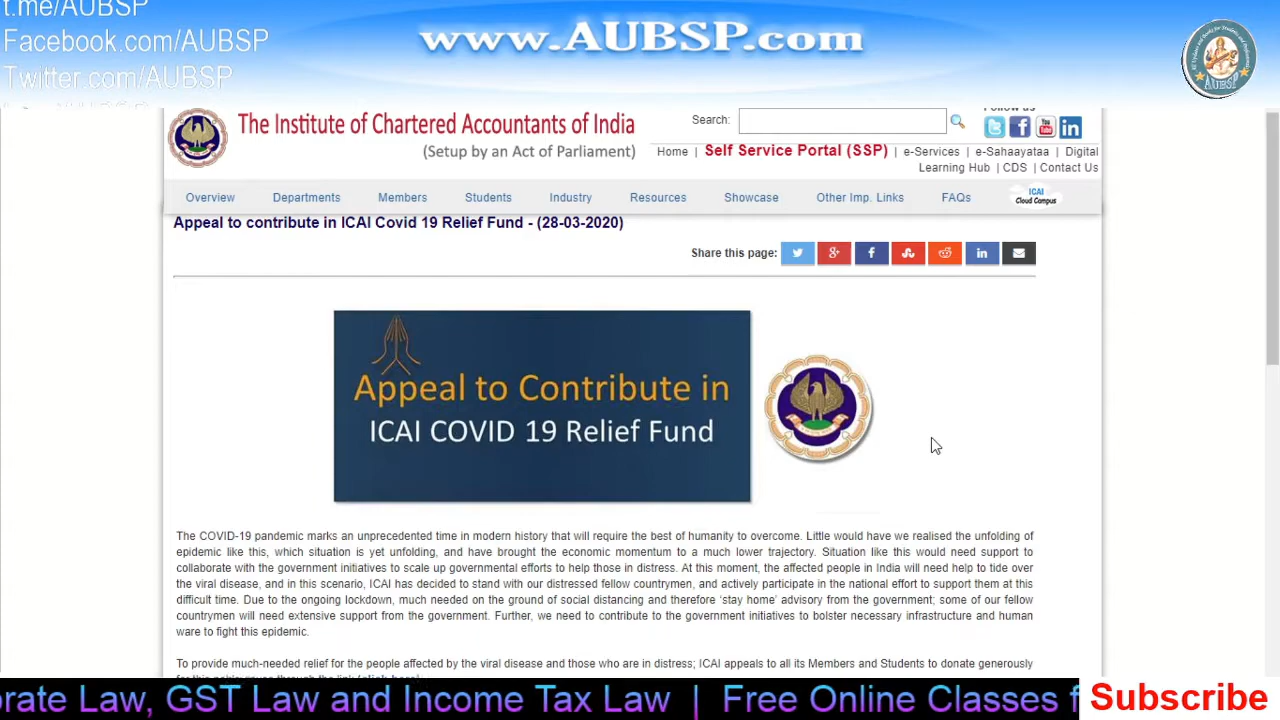 t.me/AUBSP
Facebook.com/AUBSP
Twitter.com/AUBSP
www.AUBSP.com
AUBSP
The Institute of Chartered Accountants of India
(Setup by an Act of Parliament)
Search:
Follow us
Home | Self Service Portal (SSP) | e-Services | e-Sahaayataa | Digital
Learning Hub | CDS | Contact Us
Overview Departments Members Students Industry Resources Showcase Other Imp. Links FAQs ICAI Cloud Campus
Appeal to contribute in ICAI Covid 19 Relief Fund - (28-03-2020)
Share this page:
Appeal to Contribute in
ICAI COVID 19 Relief Fund
The COVID-19 pandemic marks an unprecedented time in modern history that will require the best of humanity to overcome. Little would have we realised the unfolding of
epidemic like this, which situation is yet unfolding, and have brought the economic momentum to a much lower trajectory. Situation like this would need support to
collaborate with the government initiatives to scale up governmental efforts to help those in distress. At this moment, the affected people in India will need help to tide over
the viral disease, and in this scenario, ICAI has decided to stand with our distressed fellow countrymen, and actively participate in the national effort to support them at this
difficult time. Due to the ongoing lockdown, much needed on the ground of social distancing and therefore ‘stay home’ advisory from the government; some of our fellow
countrymen will need extensive support from the government. Further, we need to contribute to the government initiatives to bolster necessary infrastructure and human
ware to fight this epidemic.
To provide much-needed relief for the people affected by the viral disease and those who are in distress; ICAI appeals to all its Members and Students to donate generously
orate Law, GST Law and Income Tax Law | Free Online Classes f
Subscribe